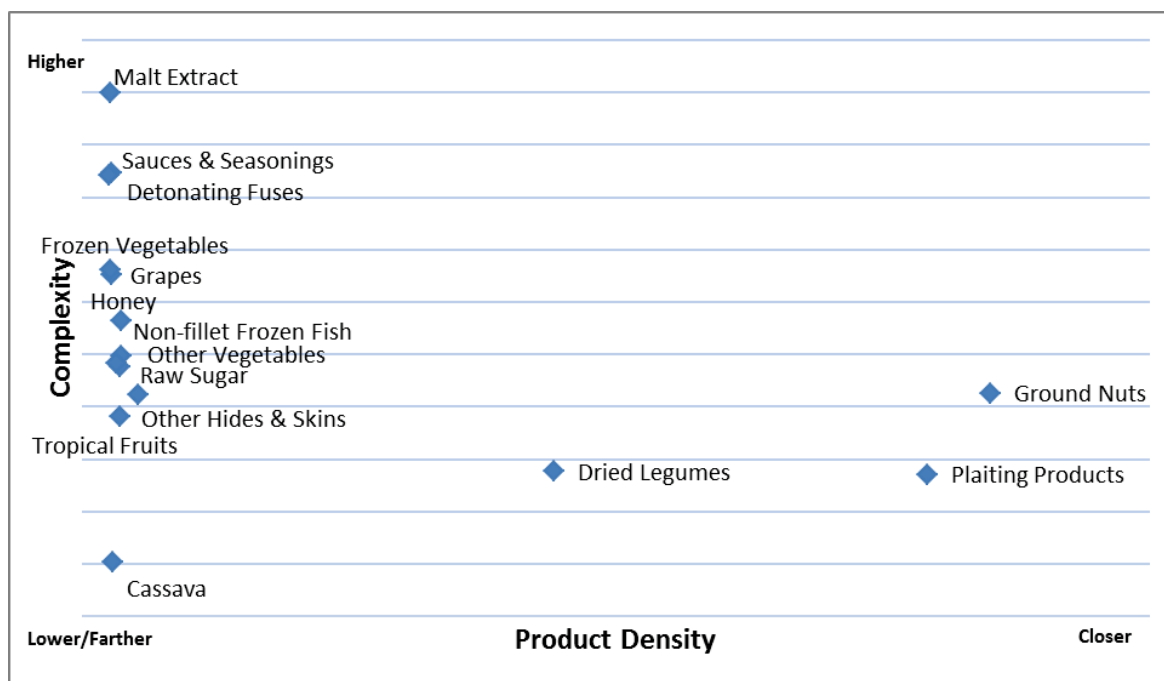 Higher
Malt Extract
Sauces & Seasonings
Detonating Fuses
Frozen Vegetables
Grapes
Honey
Non-fillet Frozen Fish
Other Vegetables
Raw Sugar
Ground Nuts
Other Hides & Skins
Tropical Fruits
Dried Legumes
Plaiting Products
Cassava
Complexity
Lower/Farther
Product Density
Closer